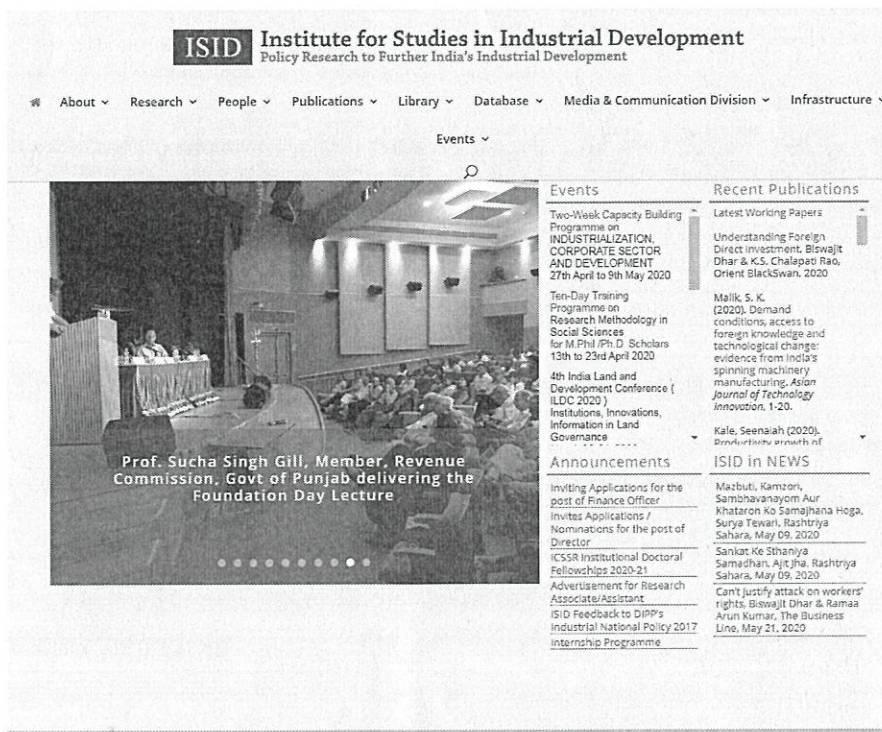 ISID Institute for Studies in Industrial Development
Policy Research to Further India's Industrial Development
About Research People Publications Library Database Media & Communication Division Infrastructure
Events
Prof. Sucha Singh Gill, Member, Revenue
Commission, Govt of Punjab delivering the
Foundation Day Lecture
Events
Two-Week Capacity Building
Programme on
INDUSTRIALIZATION,
CORPORATE SECTOR
AND DEVELOPMENT
27th April to 9th May 2020
Ten-Day Training
Programme on
Research Methodology in
Social Sciences
for M.Phil /Ph.D Scholars
13th to 23rd April 2020
4th India Land and
Development Conference (
ILDC 2020 )
Institutions, Innovations,
Information in Land
Governance
Recent Publications
Latest Working Papers
Understanding Foreign
Direct Investment, Biswajit
Dhar & K.S. Chalapati Rao,
Orient BlackSwan, 2020
Malik, S. K.
(2020). Demand
conditions, access to
foreign knowledge and
technological change:
evidence from India's
spinning machinery
manufacturing. Asian
Journal of Technology
Innovation, 1-20.
Kale, Seenaiah (2020).
Productivity growth of
Announcements
Inviting Applications for the
post of Finance Officer
Invites Applications /
Nominations for the post of
Director
ICSSR Institutional Doctoral
Fellowships 2020-21
Advertisement for Research
Associate/Assistant
ISID Feedback to DIPP's
Industrial National Policy 2017
Internship Programme
ISID in NEWS
Mazbuti, Kamzori,
Sambhavanayom Aur
Khataron Ko Samajhana Hoga,
Surya Tewari, Rashtriya
Sahara, May 09, 2020
Sankat Ke Sthaniya
Samadhan, Ajit Jha, Rashtriya
Sahara, May 09, 2020
Can't justify attack on workers'
rights, Biswajit Dhar & Ramaa
Arun Kumar, The Business
Line, May 21, 2020